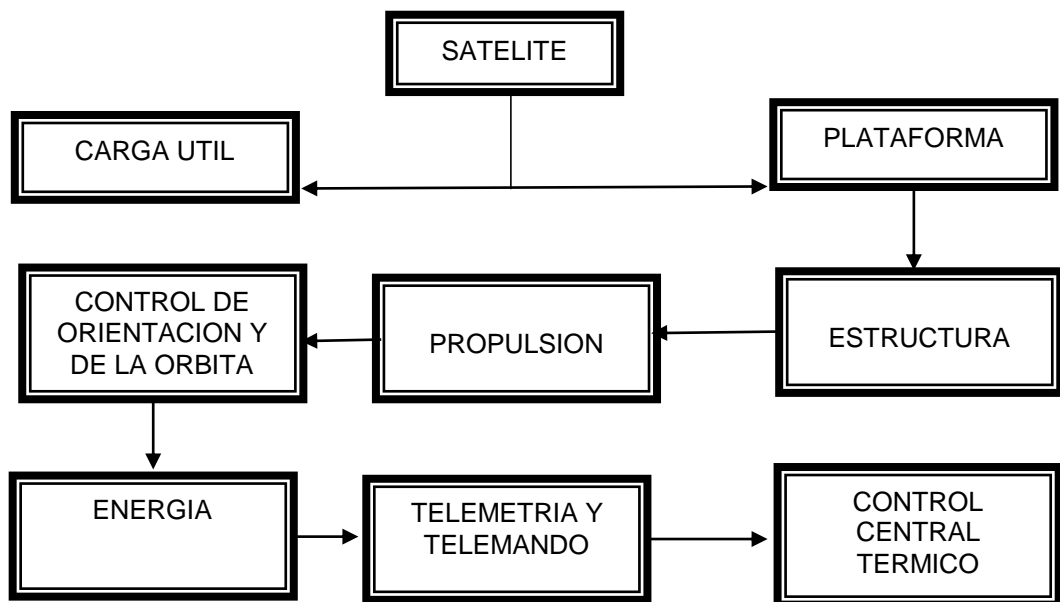 SATELITE
CARGA UTIL
PLATAFORMA
CONTROL DE
ORIENTACION Y
DE LA ORBITA
PROPULSION
ESTRUCTURA
ENERGIA
TELEMETRIA Y
TELEMANDO
CONTROL
CENTRAL
TERMICO